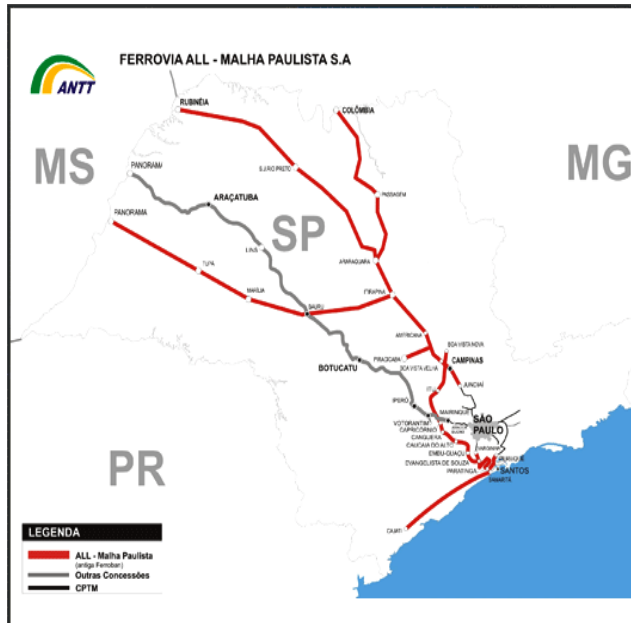 FERROVIA ALL - MALHA PAULISTA S.A
ANTT
RUBINÉIA
COLÔMBIA
MS
MG
PANORAMA
S.J.RIO PRETO
PASSAGEM
ARAÇATUBA
PANORAMA
SP
LINS
ARARAQUARA
TUPA
MARÍLIA
ITIRAPINA
BAURU
AMERICANA
BOA VISTA NOVA
PIRACICABA
BOA VISTA VELHA
CAMPINAS
BOTUCATU
JUNDIAÍ
ITU
IPERÓ
MAIRINQUE
SÃO
PAULO
VOTORANTIM
CAPRICÓRNIO
CANGUERA
CAUCAIA DO ALTO
EMBU-GUAÇU
EVANGELISTA DE SOUZA
PARATINGA
SANTOS
SAMARITÁ
PR
CAJATI
LEGENDA
ALL - Malha Paulista
(antiga Ferroban)
Outras Concessões
CPTM